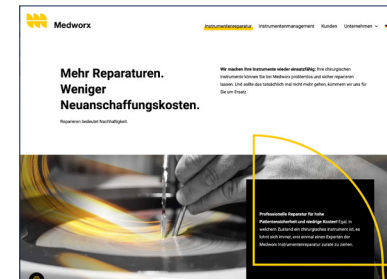 Medworx
Instrumentenreparatur Instrumentenmanagement Kunden Unternehmen
Mehr Reparaturen.
Weniger
Neuanschaffungskosten.
Reparieren bedeutet Nachhaltigkeit.
Wir machen Ihre Instrumente wieder einsatzfähig: Ihre chirurgischen
Instrumente können Sie bei Medworx problemlos und sicher reparieren
lassen. Und sollte das tatsächlich mal nicht mehr gehen, kümmern wir uns für
Sie um Ersatz.
Professionelle Reparatur für hohe
Patientensicherheit und niedrige Kosten! Egal, in
welchem Zustand ein chirurgisches Instrument ist, es
lohnt sich immer, erst einmal einen Experten der
Medworx Instrumentenreparatur zurate zu ziehen.